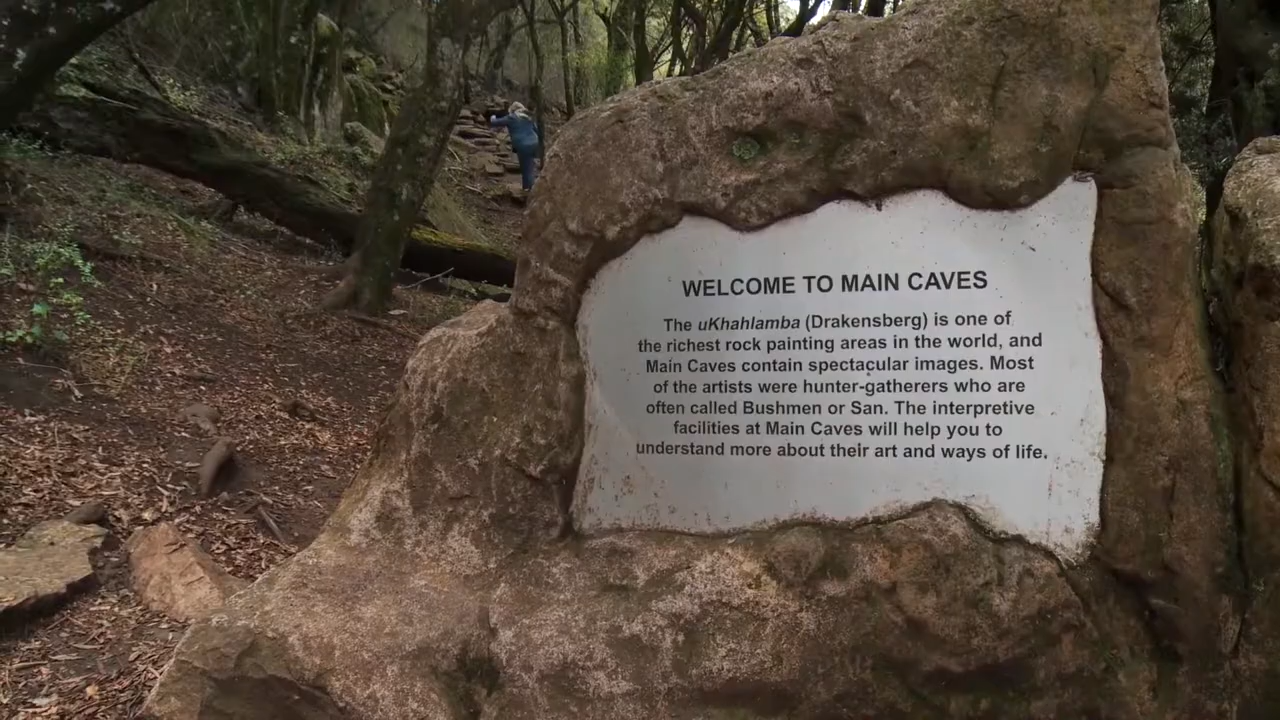 WELCOME TO MAIN CAVES
The uKhahlamba (Drakensberg) is one of
the richest rock painting areas in the world, and
Main Caves contain spectacular images. Most
of the artists were hunter-gatherers who are
often called Bushmen or San. The interpretive
facilities at Main Caves will help you to
understand more about their art and ways of life.